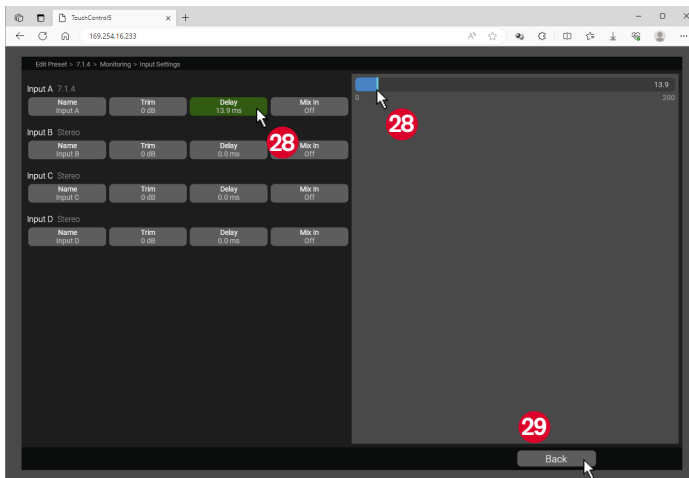 TouchControl5
169.254.16.233
Edit Preset > 7.1.4 > Monitoring > Input Settings
Input A 7.1.4
Name Trim Delay Mix In
Input A 0 dB 13.9 ms Off
28
Input B Stereo
Name Trim Delay Mix In
Input B 0 dB 0.0 ms Off
Input C Stereo
Name Trim Delay Mix In
Input C 0 dB 0.0 ms Off
Input D Stereo
Name Trim Delay Mix In
Input D 0 dB 0.0 ms Off
13.9
0 200
28
29
Back